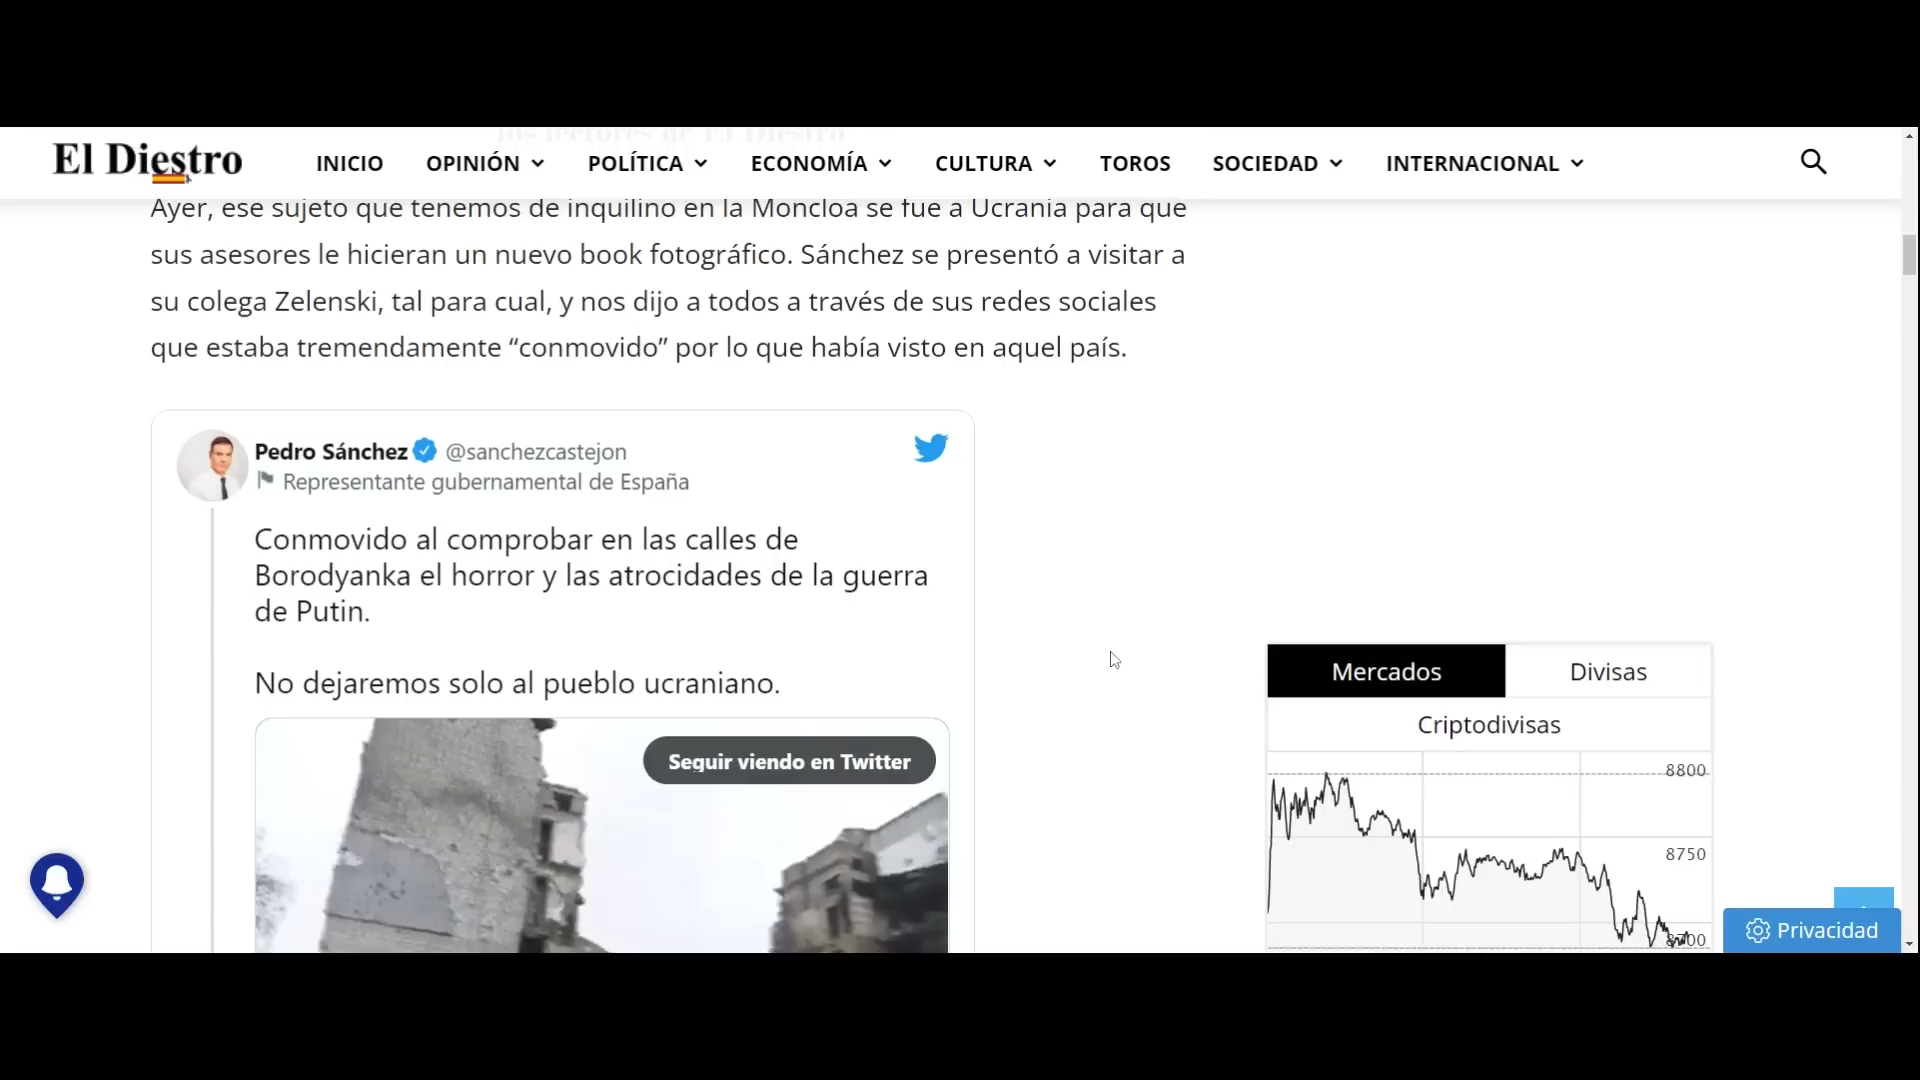 El Diestro
INICIO
OPINIÓN
POLÍTICA
ECONOMÍA
CULTURA
TOROS
SOCIEDAD
INTERNACIONAL
Ayer, ese sujeto que tenemos de inquilino en la Moncloa se fue a Ucrania para que
sus asesores le hicieran un nuevo book fotográfico. Sánchez se presentó a visitar a
su colega Zelenski, tal para cual, y nos dijo a todos a través de sus redes sociales
que estaba tremendamente “conmovido” por lo que había visto en aquel país.
Pedro Sánchez @sanchezcastejon
Representante gubernamental de España
Conmovido al comprobar en las calles de
Borodyanka el horror y las atrocidades de la guerra
de Putin.
No dejaremos solo al pueblo ucraniano.
Seguir viendo en Twitter
Mercados
Divisas
Criptodivisas
8800
8750
8700
Privacidad